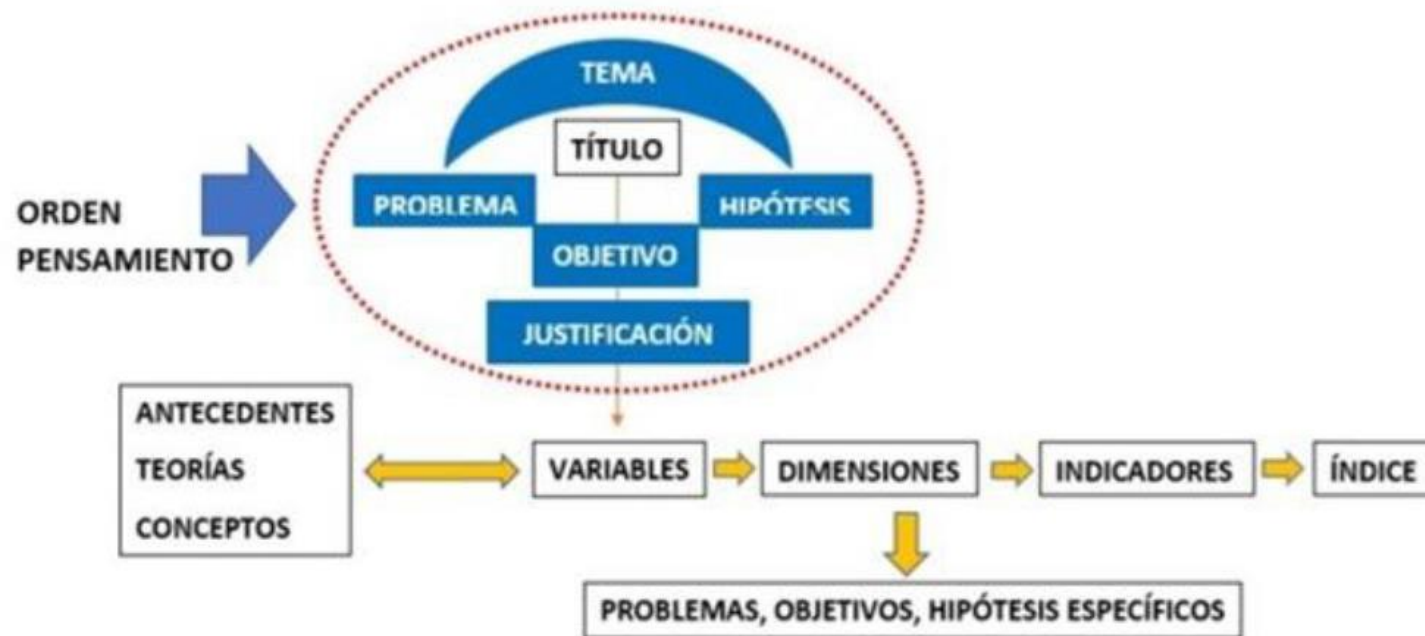 TEMA
TÍTULO
PROBLEMA
HIPÓTESIS
ORDEN
PENSAMIENTO
OBJETIVO
JUSTIFICACIÓN
ANTECEDENTES
TEORÍAS
CONCEPTOS
VARIABLES
DIMENSIONES
INDICADORES
ÍNDICE
PROBLEMAS, OBJETIVOS, HIPÓTESIS ESPECÍFICOS